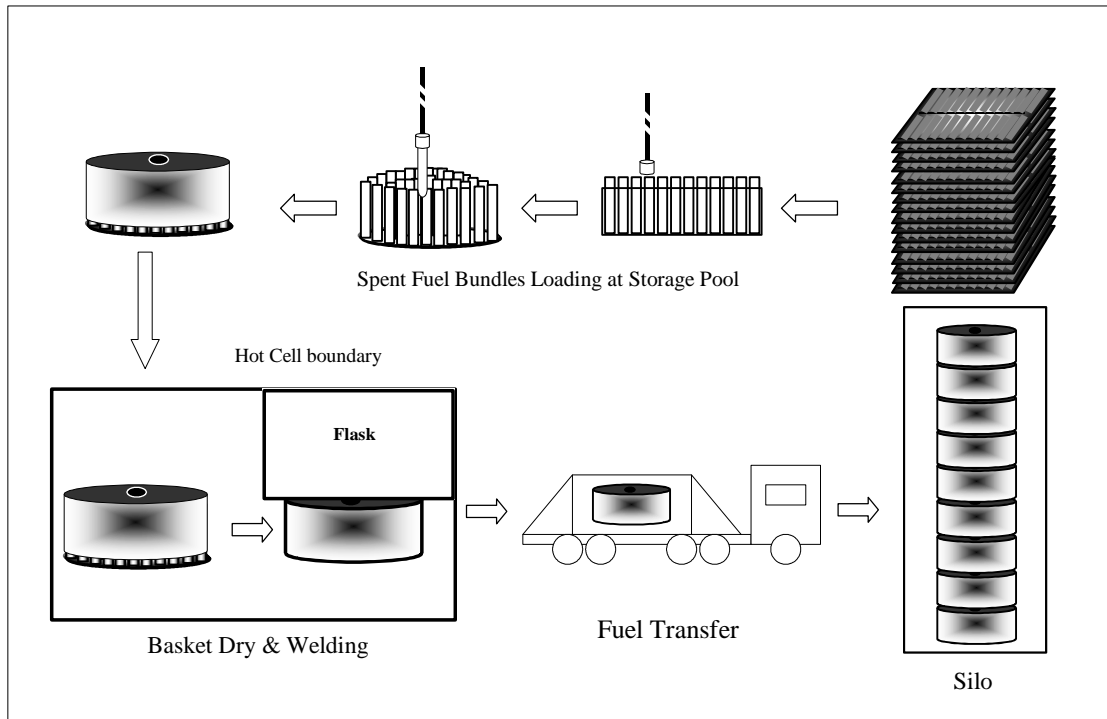 Spent Fuel Bundles Loading at Storage Pool
Hot Cell boundary
Flask
Basket Dry & Welding
Fuel Transfer
Silo